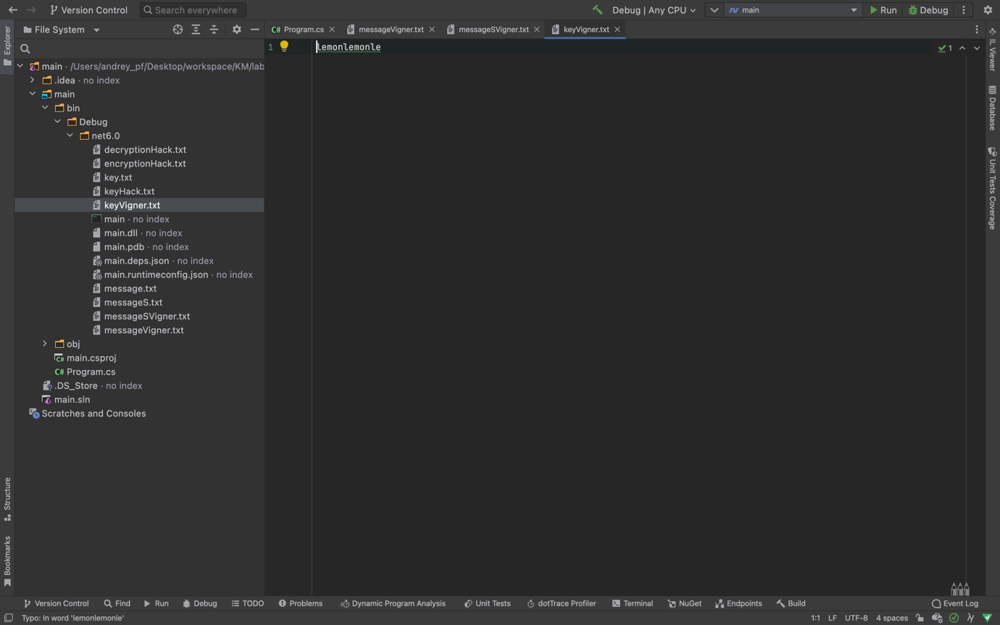 Version Control
Search everywhere
Debug | Any CPU
main
Run
Debug
Explorer
File System
C# Program.cs
messageVigner.txt
messageSVigner.txt
keyVigner.txt
1
lemonlemonle
1
main · /Users/andrey_pf/Desktop/workspace/KM/lab
.idea · no index
main
bin
Debug
net6.0
decryptionHack.txt
encryptionHack.txt
key.txt
keyHack.txt
keyVigner.txt
main · no index
main.dll · no index
main.pdb · no index
main.deps.json · no index
main.runtimeconfig.json · no index
message.txt
messageS.txt
messageSVigner.txt
messageVigner.txt
obj
C# main.csproj
C# Program.cs
.DS_Store · no index
main.sln
Scratches and Consoles
IL Viewer
Database
Unit Tests Coverage
Structure
Bookmarks
Version Control
Find
Run
Debug
TODO
Problems
Dynamic Program Analysis
Unit Tests
dotTrace Profiler
Terminal
NuGet
Endpoints
Build
Event Log
Typo: In word 'lemonlemonle'
1:1
LF
UTF-8
4 spaces